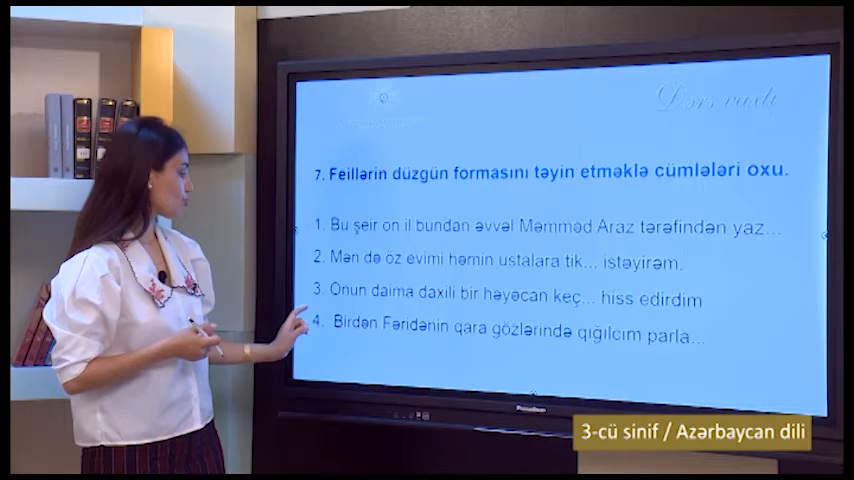 Dərs vaxtı
7. Feillərin düzgün formasını təyin etməklə cümlələri oxu.
1. Bu şeir on il bundan əvvəl Məmməd Araz tərəfindən yaz...
2. Mən də öz evimi həmin ustalara tik... istəyirəm.
3. Onun daima daxili bir həyəcan keç... hiss edirdim
4. Birdən Fəridənin qara gözlərində qığılcım parla...
3-cü sinif / Azərbaycan dili